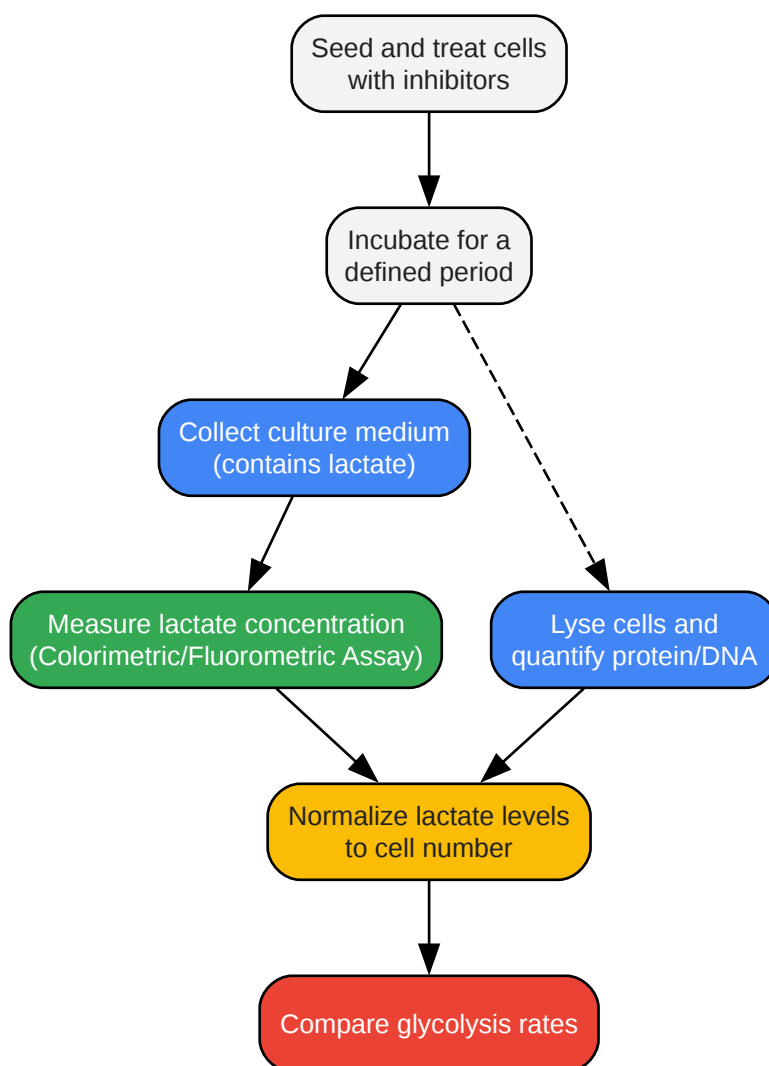 Seed and treat cells
with inhibitors
Incubate for a
defined period
Collect culture medium
(contains lactate)
Measure lactate concentration
(Colorimetric/Fluorometric Assay)
Lyse cells and
quantify protein/DNA
Normalize lactate levels
to cell number
Compare glycolysis rates